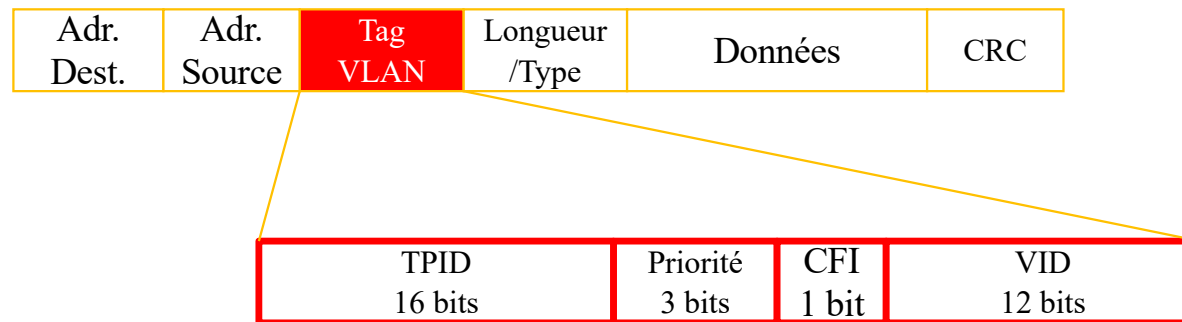 Adr. Adr. Tag Longueur
Dest. Source VLAN /Type Données CRC
TPID Priorité CFI VID
16 bits 3 bits 1 bit 12 bits